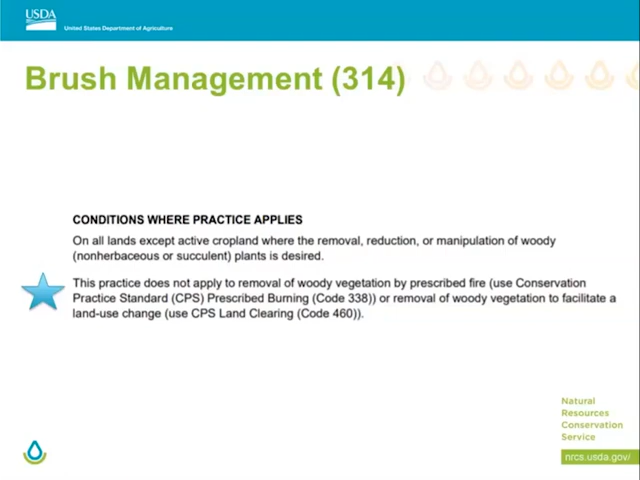 USDA
United States Department of Agriculture
Brush Management (314)
CONDITIONS WHERE PRACTICE APPLIES
On all lands except active cropland where the removal, reduction, or manipulation of woody
(nonherbaceous or succulent) plants is desired.
This practice does not apply to removal of woody vegetation by prescribed fire (use Conservation
Practice Standard (CPS) Prescribed Burning (Code 338)) or removal of woody vegetation to facilitate a
land-use change (use CPS Land Clearing (Code 460)).
Natural
Resources
Conservation
Service
nrcs.usda.gov/